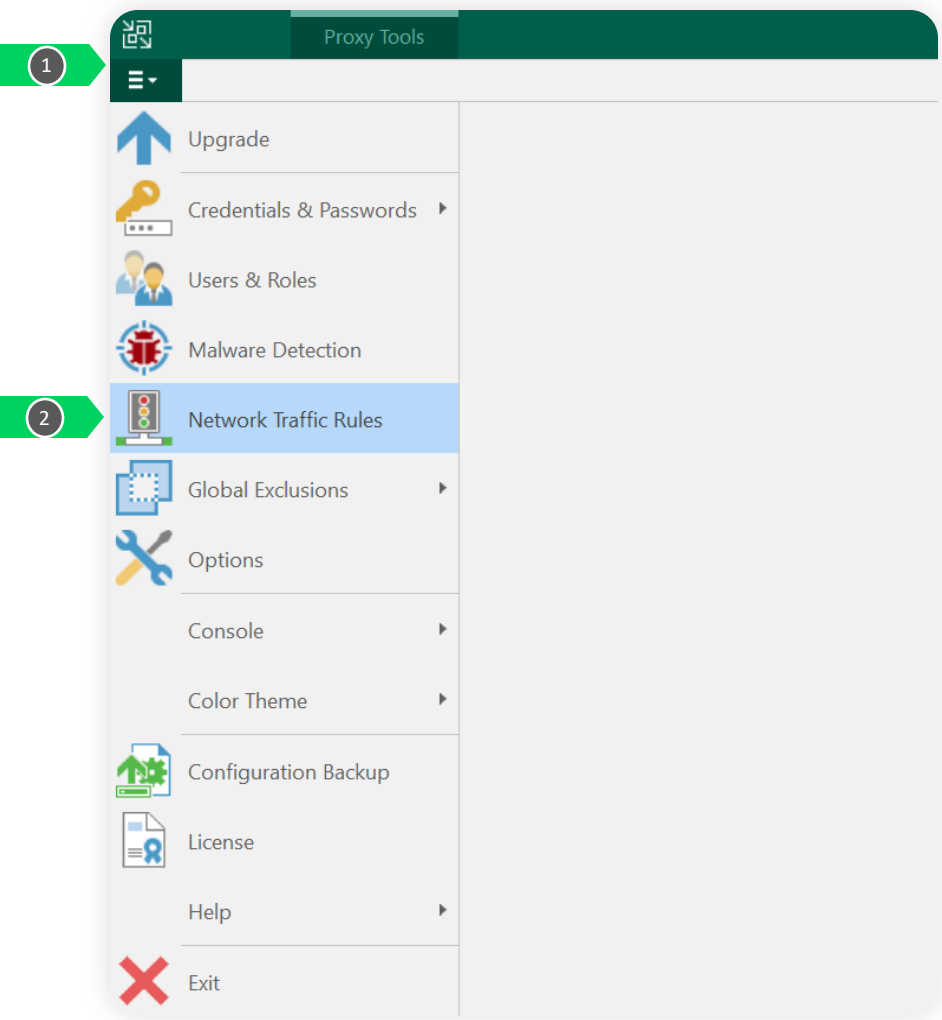 Proxy Tools
1
Upgrade
Credentials & Passwords
Users & Roles
Malware Detection
2
Network Traffic Rules
Global Exclusions
Options
Console
Color Theme
Configuration Backup
License
Help
Exit